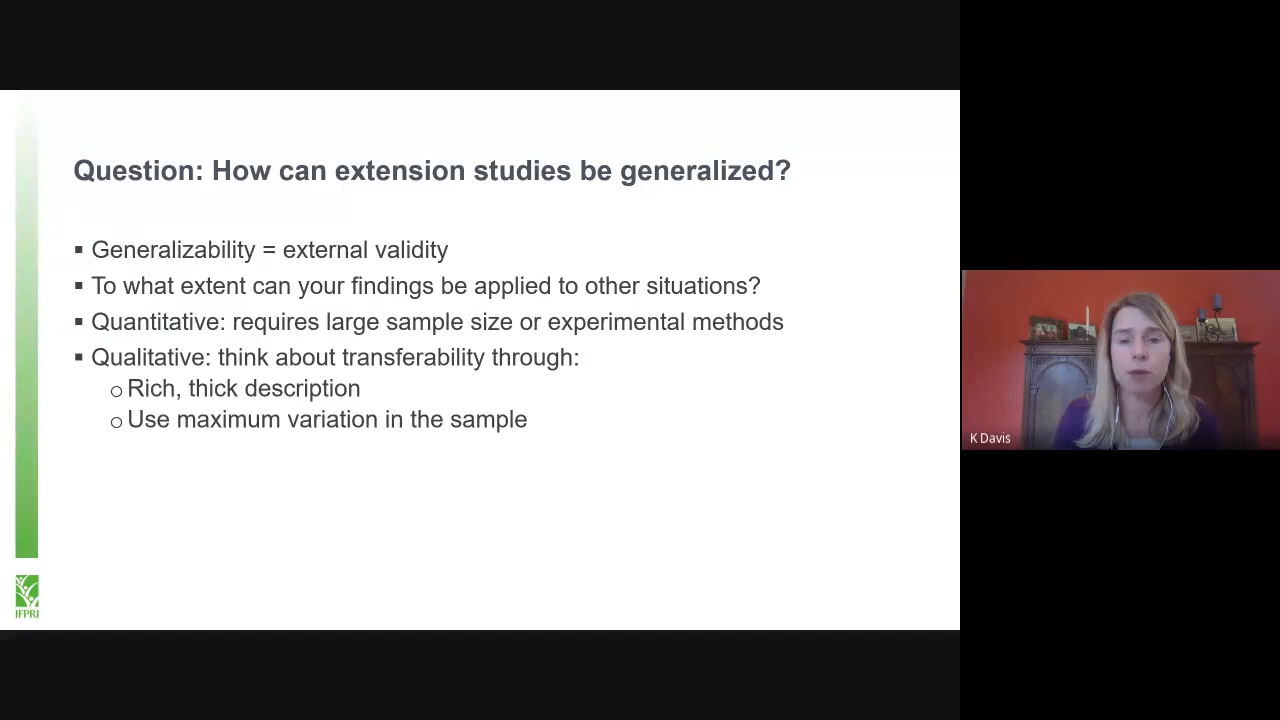 Question: How can extension studies be generalized?
▪ Generalizability = external validity
▪ To what extent can your findings be applied to other situations?
▪ Quantitative: requires large sample size or experimental methods
▪ Qualitative: think about transferability through:
o Rich, thick description
o Use maximum variation in the sample
K Davis
IFPRI